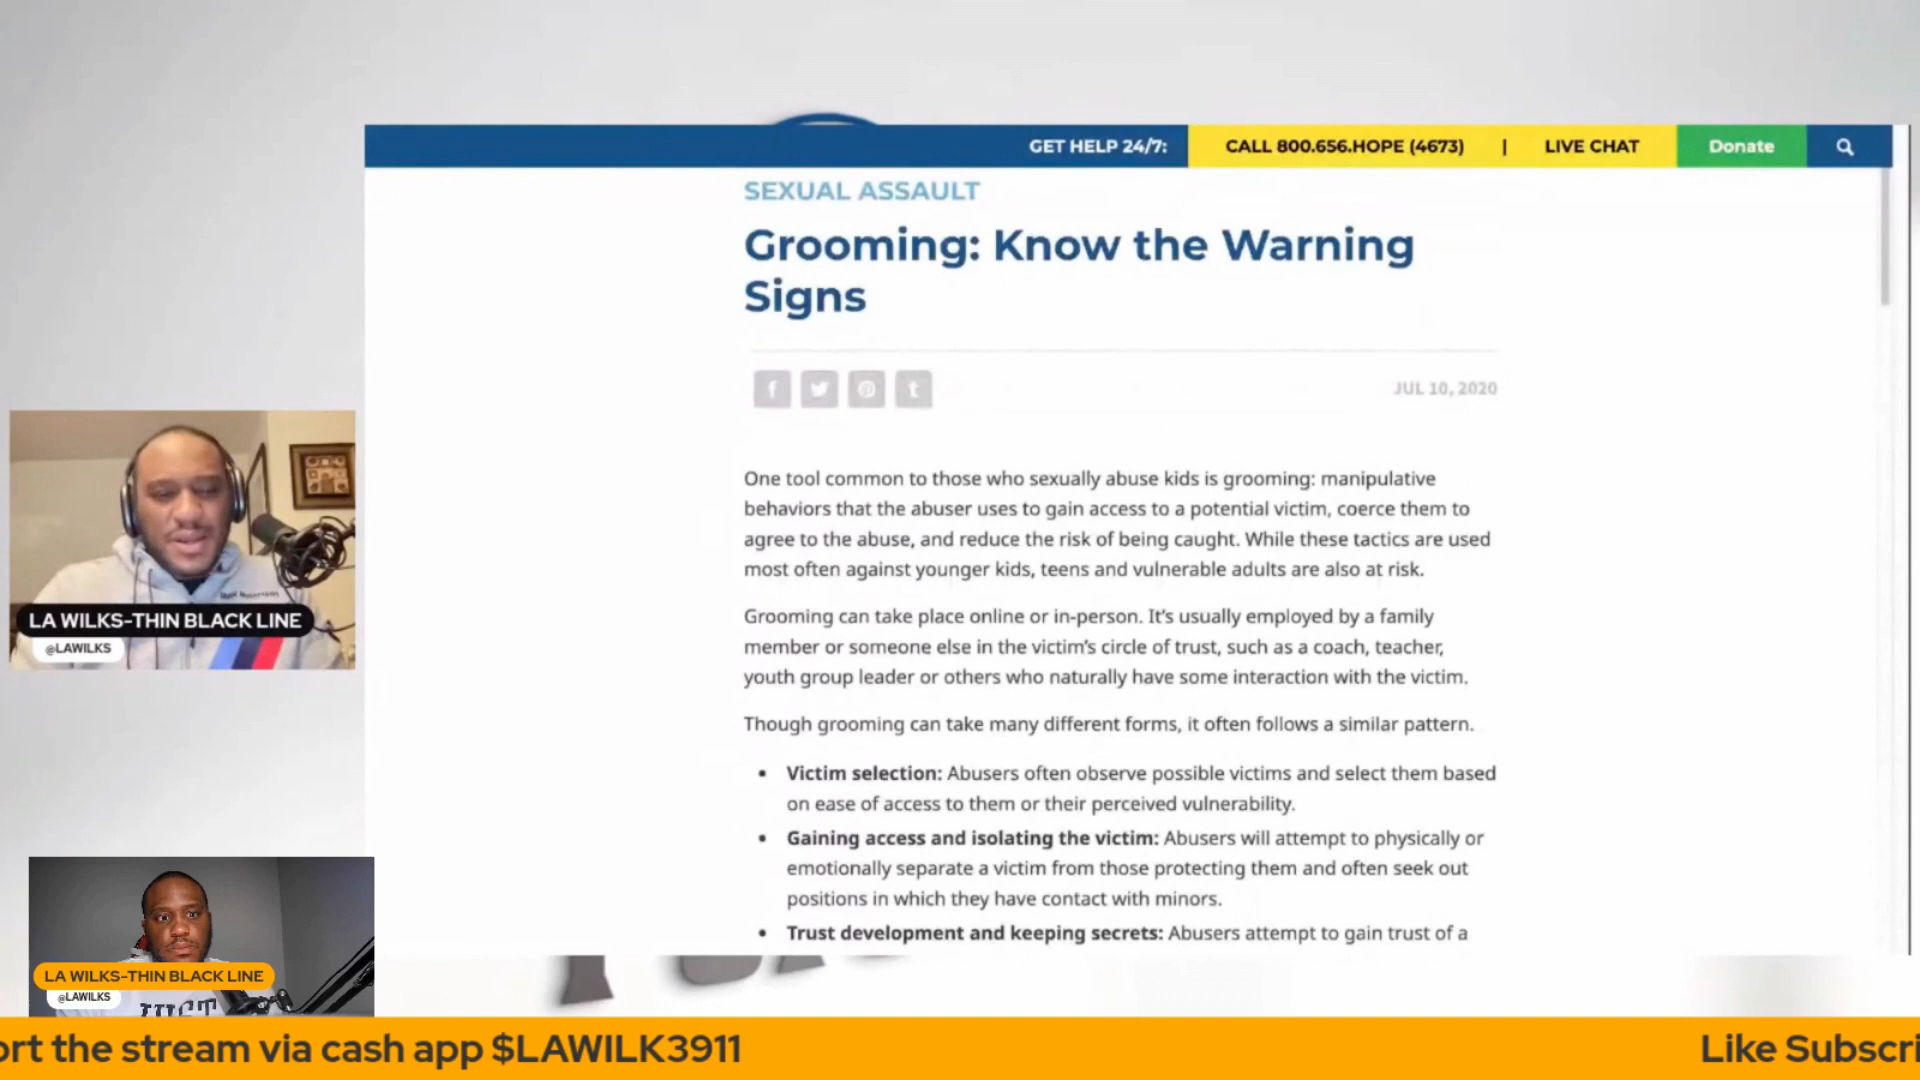 GET HELP 24/7: CALL 800.656.HOPE (4673) | LIVE CHAT Donate
SEXUAL ASSAULT
Grooming: Know the Warning
Signs
JUL 10, 2020
One tool common to those who sexually abuse kids is grooming: manipulative
behaviors that the abuser uses to gain access to a potential victim, coerce them to
agree to the abuse, and reduce the risk of being caught. While these tactics are used
most often against younger kids, teens and vulnerable adults are also at risk.
Grooming can take place online or in-person. It's usually employed by a family
member or someone else in the victim's circle of trust, such as a coach, teacher,
youth group leader or others who naturally have some interaction with the victim.
Though grooming can take many different forms, it often follows a similar pattern.
• Victim selection: Abusers often observe possible victims and select them based
on ease of access to them or their perceived vulnerability.
• Gaining access and isolating the victim: Abusers will attempt to physically or
emotionally separate a victim from those protecting them and often seek out
positions in which they have contact with minors.
• Trust development and keeping secrets: Abusers attempt to gain trust of a
LA WILKS-THIN BLACK LINE
@LAWILKS
LA WILKS-THIN BLACK LINE
@LAWILKS
ort the stream via cash app $LAWILK3911
Like Subscri